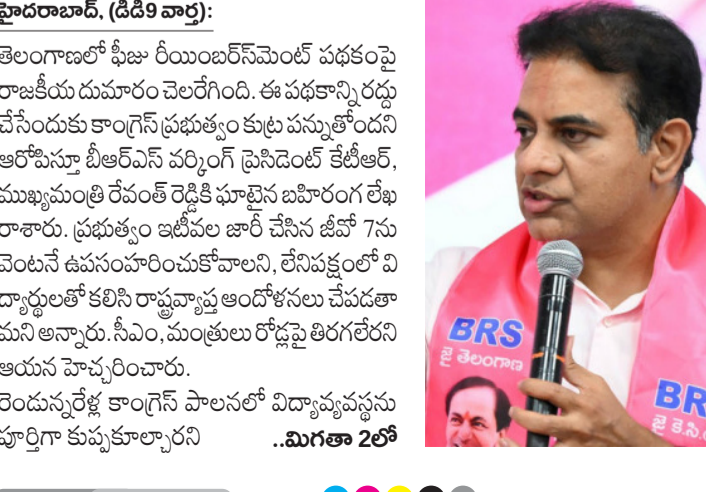 హైదరాబాద్, (డిడి9 వార్త):
తెలంగాణలో ఫీజు రీయింబర్స్‌మెంట్ పథకంపై
రాజకీయ దుమారం చెలరేగింది. ఈ పథకాన్ని రద్దు
చేసేందుకు కాంగ్రెస్ ప్రభుత్వం కుట్ర పన్నుతోందని
ఆరోపిస్తూ బీఆర్ఎస్ వర్కింగ్ ప్రెసిడెంట్ కేటీఆర్,
ముఖ్యమంత్రి రేవంత్ రెడ్డికి ఘాటైన బహిరంగ లేఖ
రాశారు. ప్రభుత్వం ఇటీవల జారీ చేసిన జీవో 7ను
వెంటనే ఉపసంహరించుకోవాలని, లేనిపక్షంలో వి
ద్యార్థులతో కలిసి రాష్ట్రవ్యాప్త ఆందోళనలు చేపడతా
మని అన్నారు. సీఎం, మంత్రులు రోడ్లపై తిరగలేరని
ఆయన హెచ్చరించారు.
రెండున్నరేళ్ల కాంగ్రెస్ పాలనలో విద్యావ్యవస్థను
పూర్తిగా కుప్పకూల్చారని ..మిగతా 2లో
BRS
జై తెలంగాణ
BR
జై కె.సి.